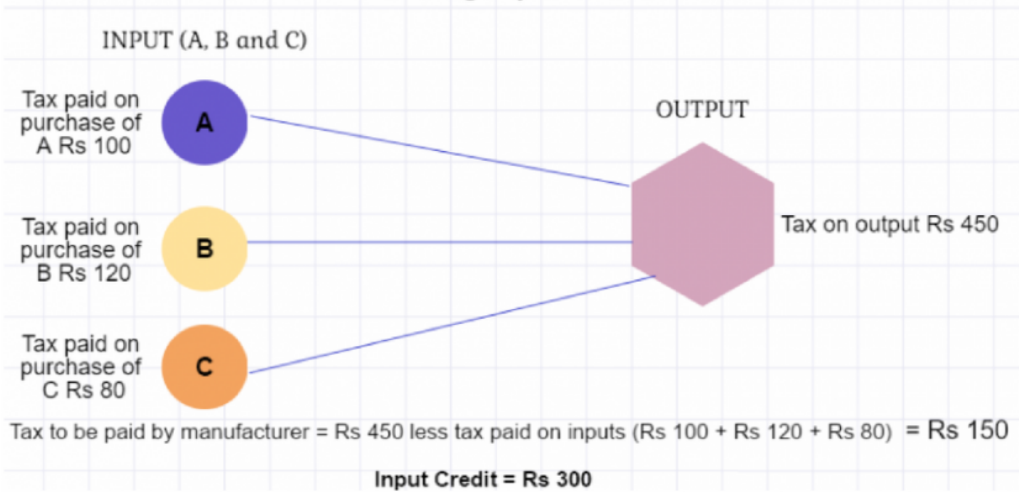 INPUT (A, B and C)
Tax paid on
purchase of
A Rs 100
A
OUTPUT
Tax paid on
purchase of
B Rs 120
B
Tax on output Rs 450
Tax paid on
purchase of
C Rs 80
C
Tax to be paid by manufacturer = Rs 450 less tax paid on inputs (Rs 100 + Rs 120 + Rs 80) = Rs 150
Input Credit = Rs 300